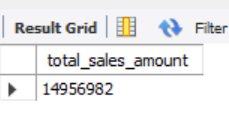 Result Grid Filter
total_sales_amount
14956982